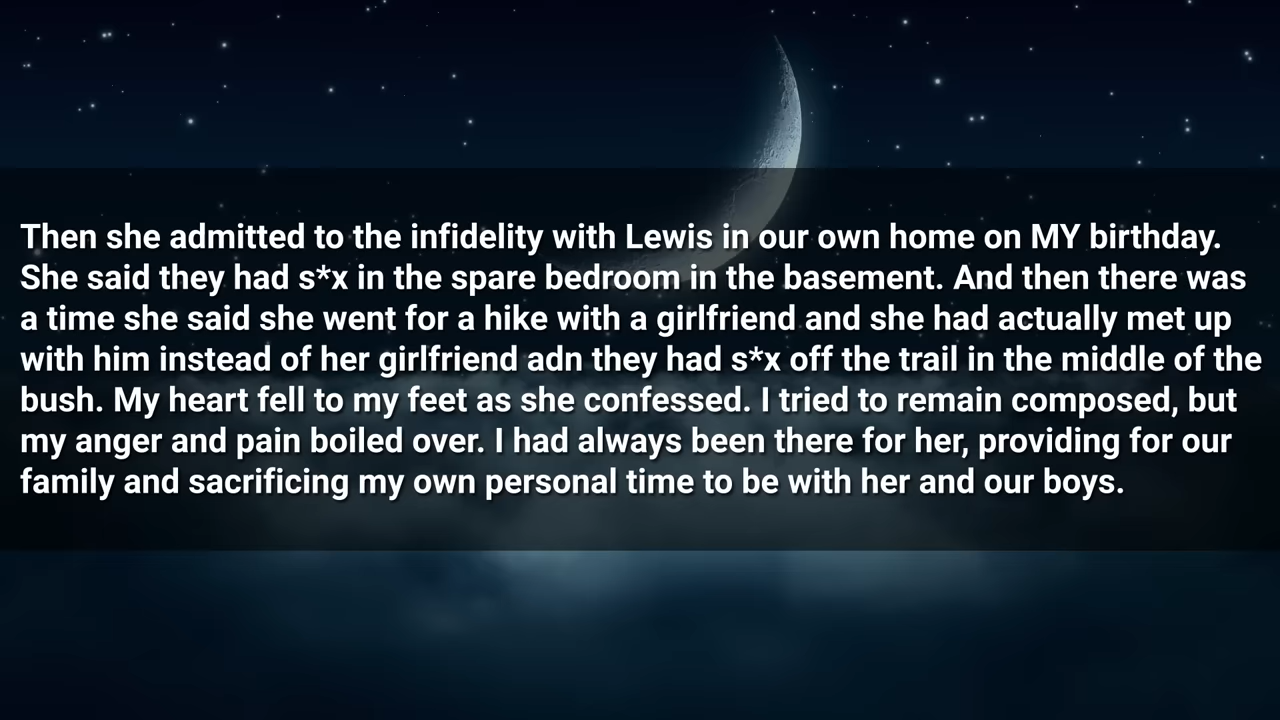 Then she admitted to the infidelity with Lewis in our own home on MY birthday.
She said they had s*x in the spare bedroom in the basement. And then there was
a time she said she went for a hike with a girlfriend and she had actually met up
with him instead of her girlfriend adn they had s*x off the trail in the middle of the
bush. My heart fell to my feet as she confessed. I tried to remain composed, but
my anger and pain boiled over. I had always been there for her, providing for our
family and sacrificing my own personal time to be with her and our boys.